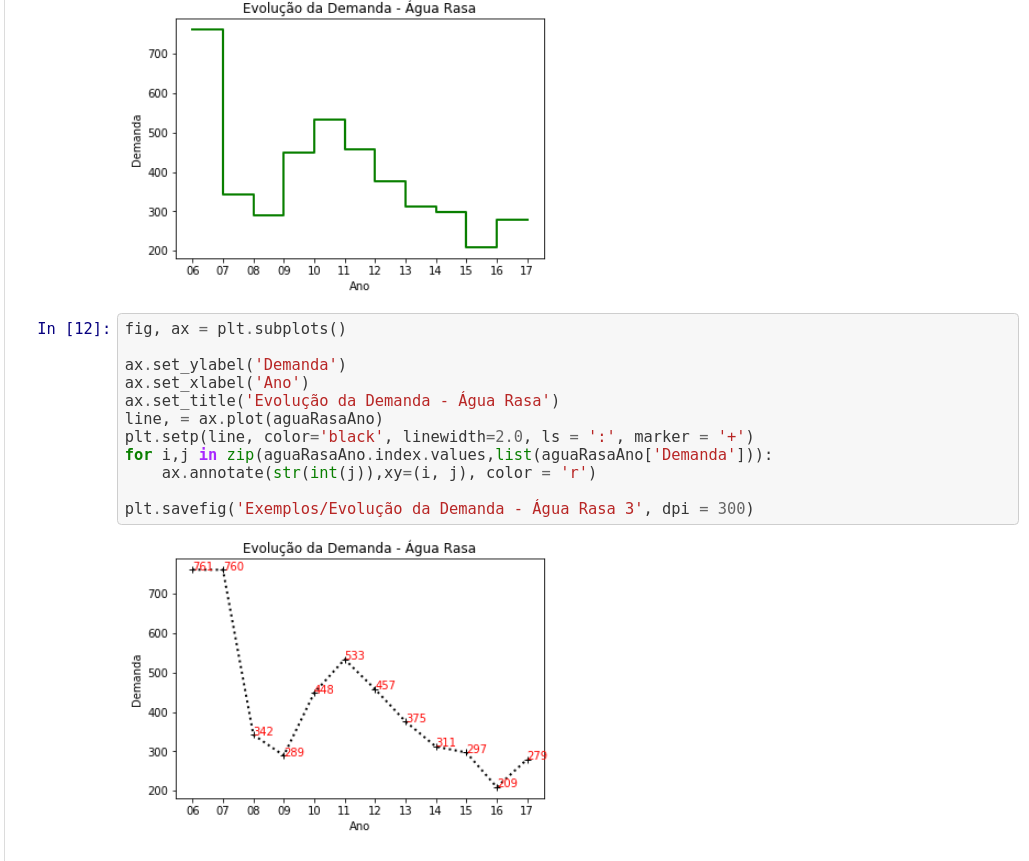 Evolução da Demanda - Água Rasa
700
600
500
400
300
200
Demanda
06 07 08 09 10 11 12 13 14 15 16 17
Ano
In [12]:
fig, ax = plt.subplots()
ax.set_ylabel('Demanda')
ax.set_xlabel('Ano')
ax.set_title('Evolução da Demanda - Água Rasa')
line, = ax.plot(aguaRasaAno)
plt.setp(line, color='black', linewidth=2.0, ls = ':', marker = '+')
for i,j in zip(aguaRasaAno.index.values,list(aguaRasaAno['Demanda'])):
    ax.annotate(str(int(j)),xy=(i, j), color = 'r')
plt.savefig('Exemplos/Evolução da Demanda - Água Rasa 3', dpi = 300)
Evolução da Demanda - Água Rasa
700
600
500
400
300
200
Demanda
761 760 342 289 448 533 457 375 311 297 209 279
06 07 08 09 10 11 12 13 14 15 16 17
Ano